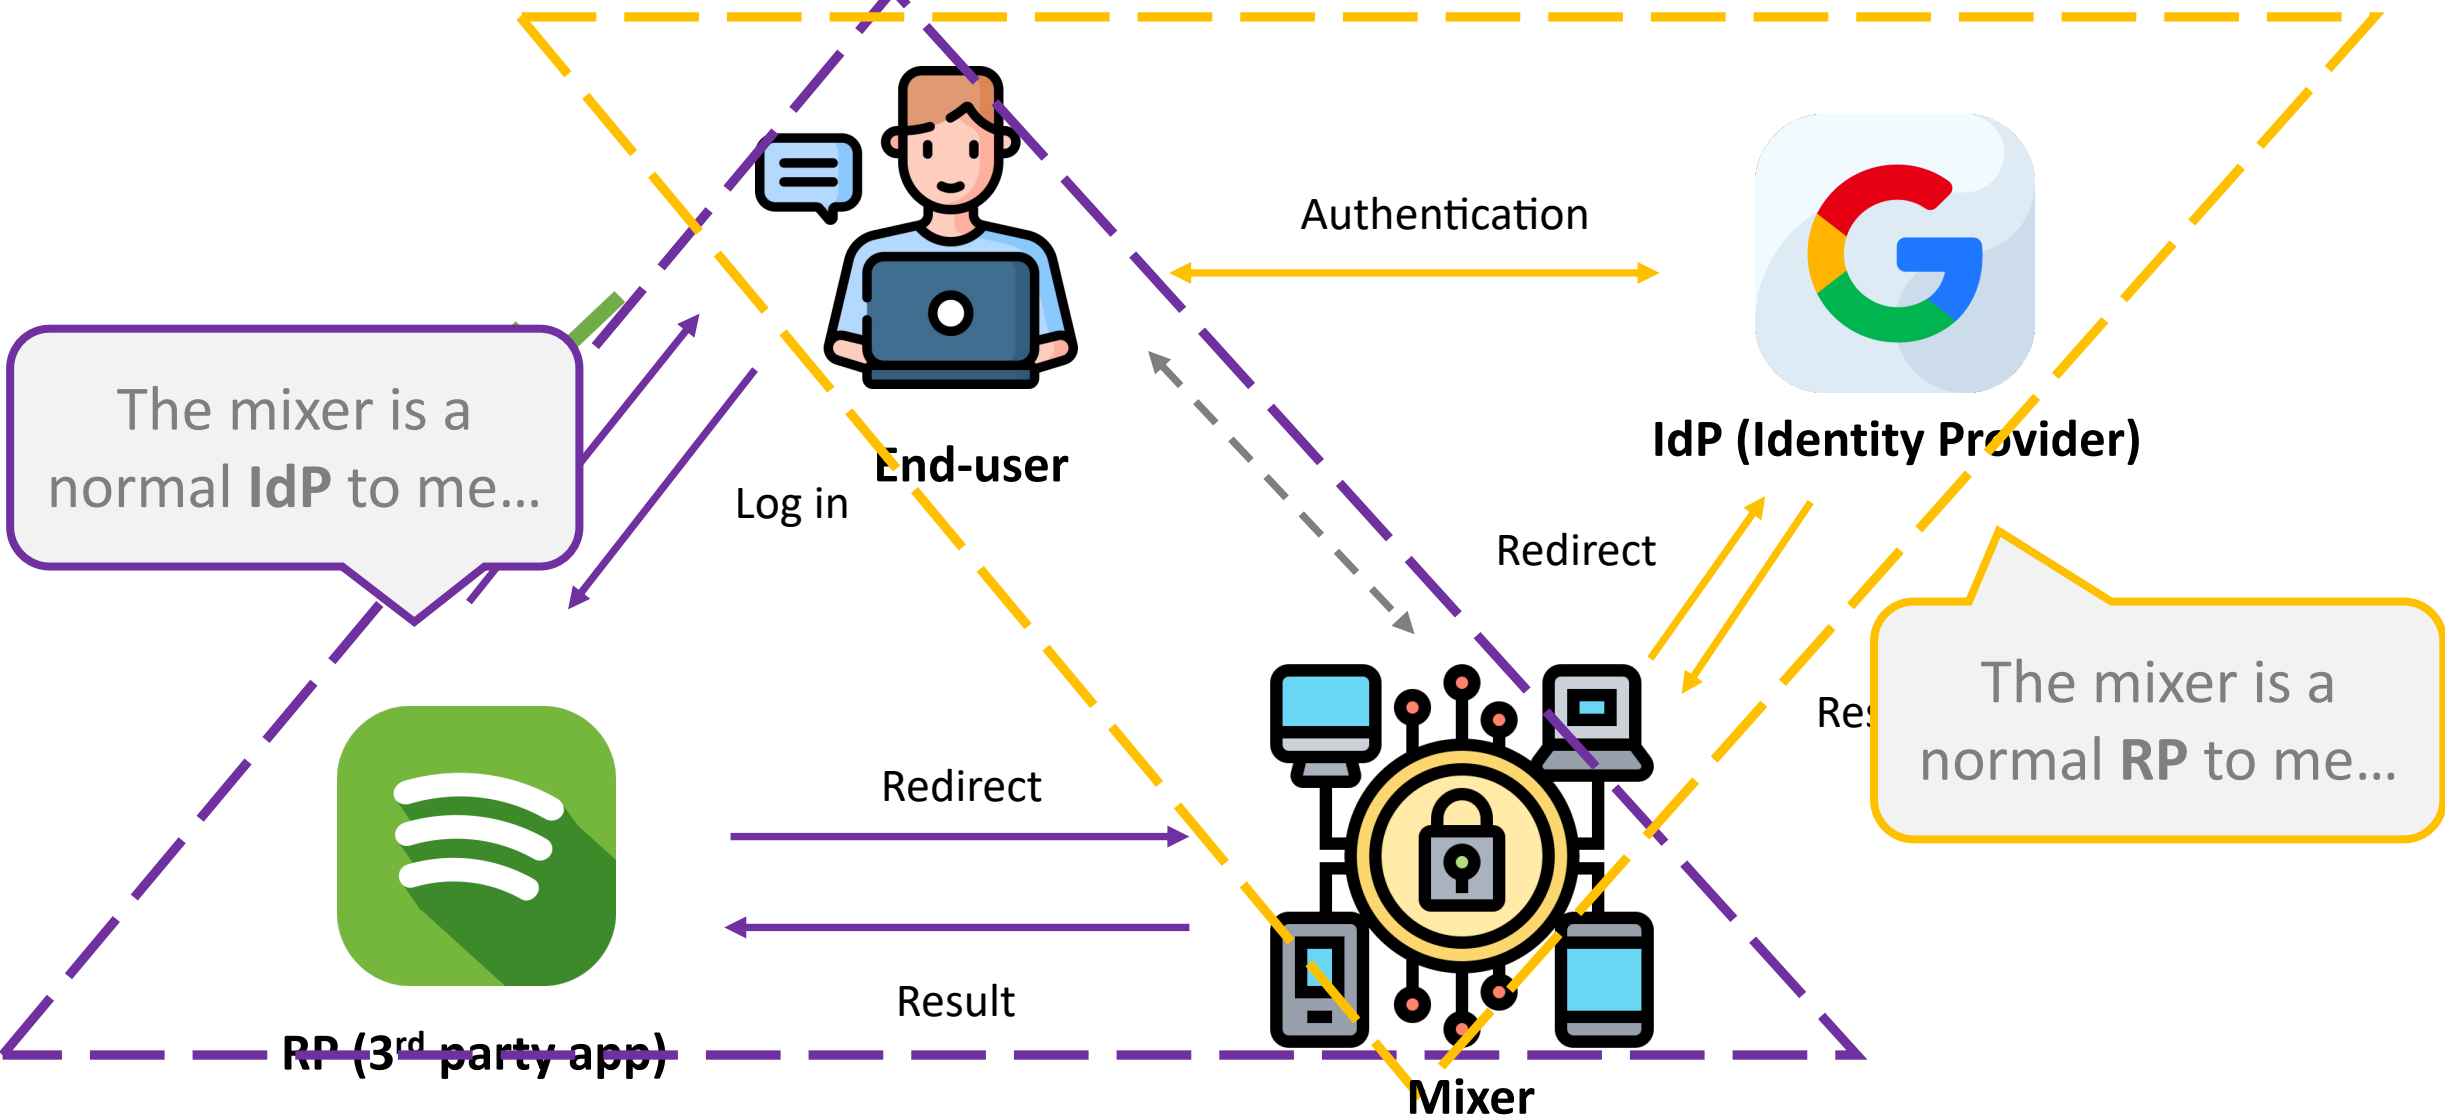 Authentication
The mixer is a
normal IdP to me...
End-user
IdP (Identity Provider)
Log in
Redirect
The mixer is a
normal RP to me...
Redirect
Result
RP (3rd party app)
Mixer